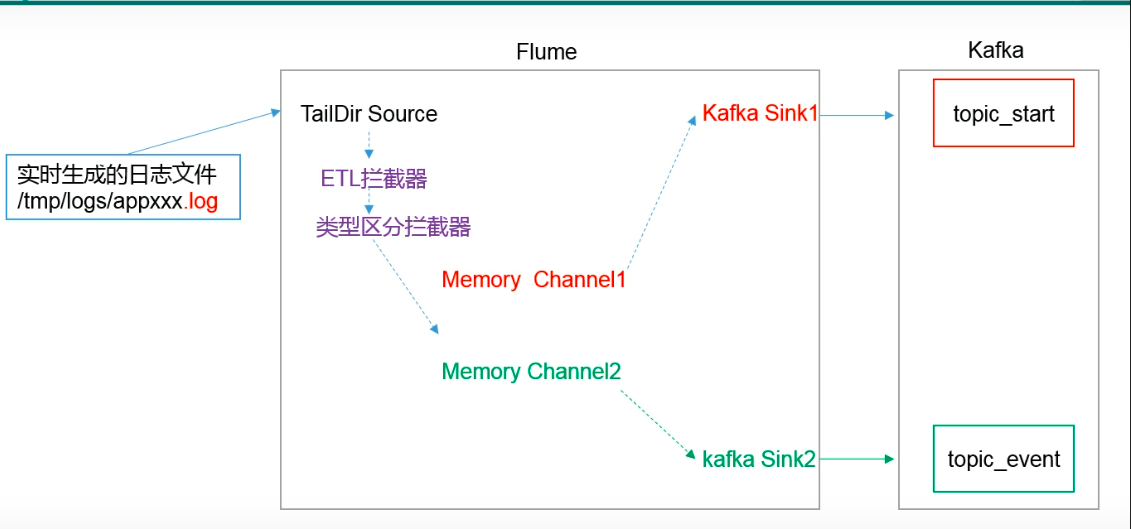 Flume
Kafka
TailDir Source
Kafka Sink1
topic_start
实时生成的日志文件
/tmp/logs/appxxx.log
ETL拦截器
类型区分拦截器
Memory  Channel1
Memory Channel2
kafka Sink2
topic_event